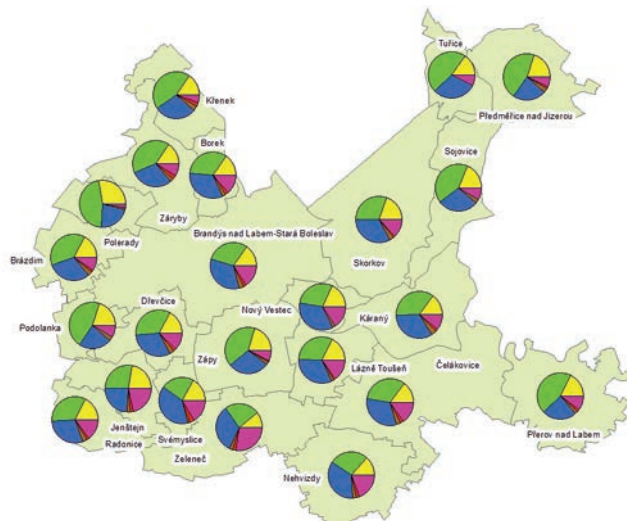 Tuřice
Předměřice nad Jizerou
Křenek
Borek
Sojovice
Záryby
Brandýs nad Labem-Stará Boleslav
Polerady
Brázdim
Skorkov
Dřevčice
Nový Vestec
Káraný
Podolanka
Zápy
Lázně Toušeň
Čelákovice
Jenštejn
Svémyslice
Radonice
Přerov nad Labem
Zeleneč
Nehvizdy